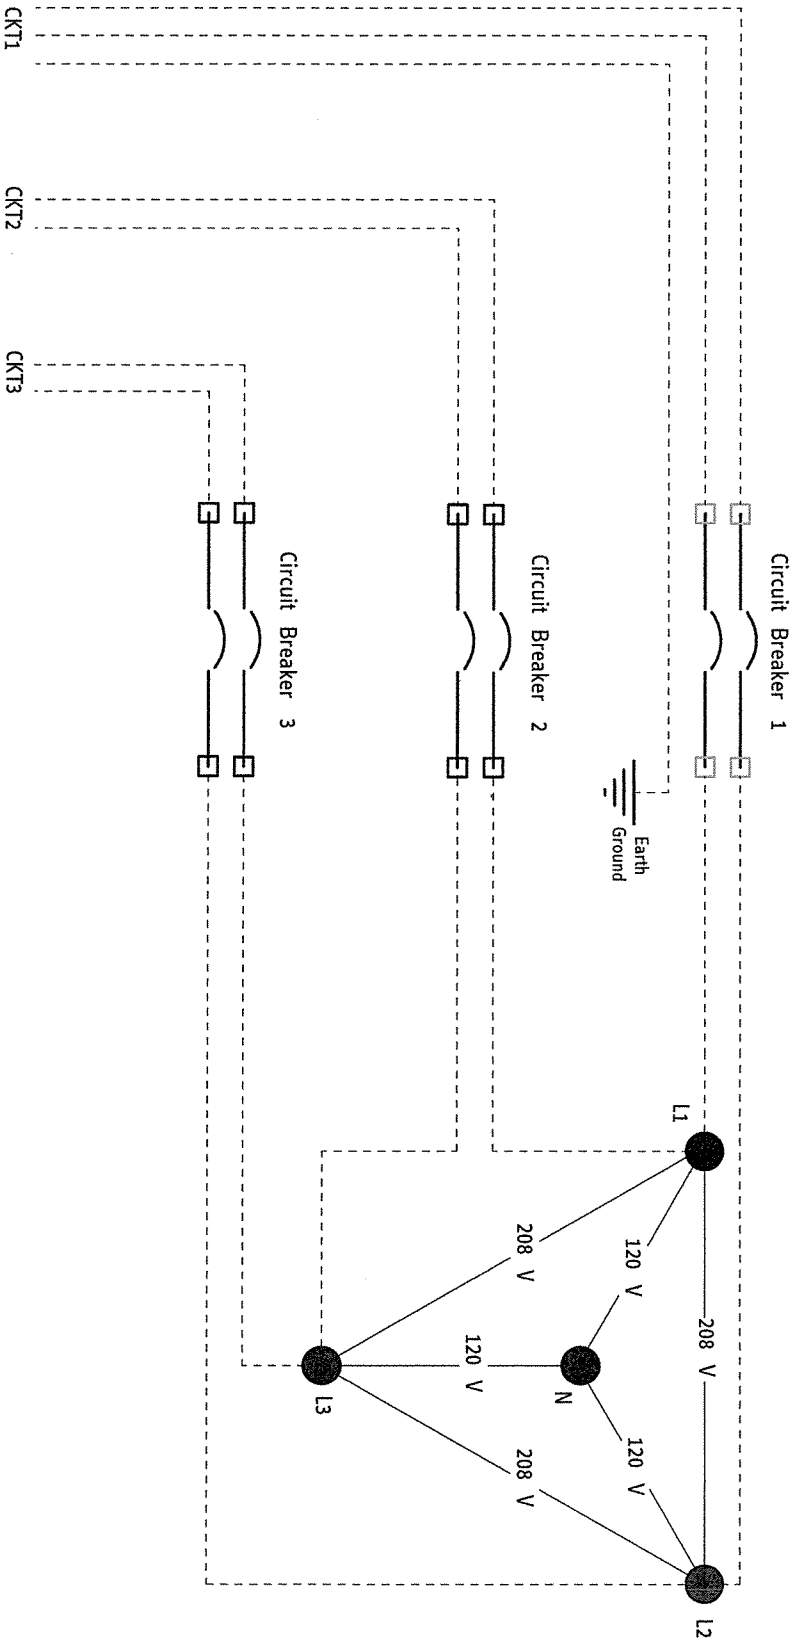 CKT1
CKT2
CKT3
Circuit Breaker 1
Circuit Breaker 2
Circuit Breaker 3
Earth
Ground
L1
208 V
120 V
208 V
120 V
N
L3
120 V
208 V
L2